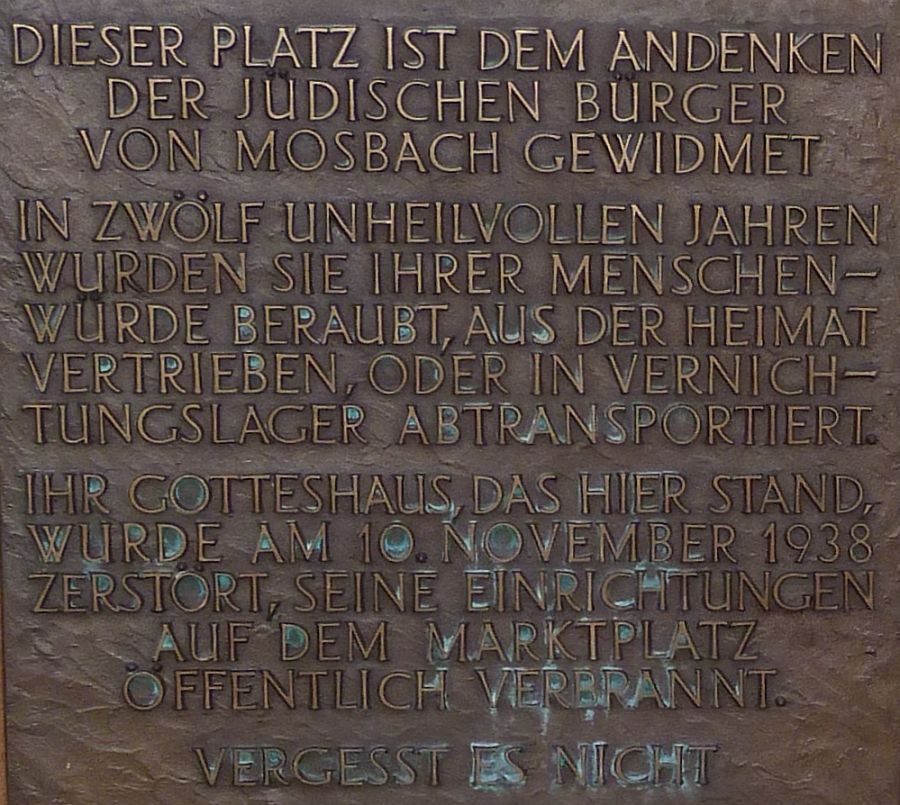 DIESER PLATZ IST DEM ANDENKEN
DER JÜDISCHEN BÜRGER
VON MOSBACH GEWIDMET
IN ZWÖLF UNHEILVOLLEN JAHREN
WURDEN SIE IHRER MENSCHEN-
WÜRDE BERAUBT, AUS DER HEIMAT
VERTRIEBEN, ODER IN VERNICH-
TUNGSLAGER ABTRANSPORTIERT.
IHR GOTTESHAUS, DAS HIER STAND,
WURDE AM 10. NOVEMBER 1938
ZERSTÖRT, SEINE EINRICHTUNGEN
AUF DEM MARKTPLATZ
ÖFFENTLICH VERBRANNT.
VERGESST ES NICHT